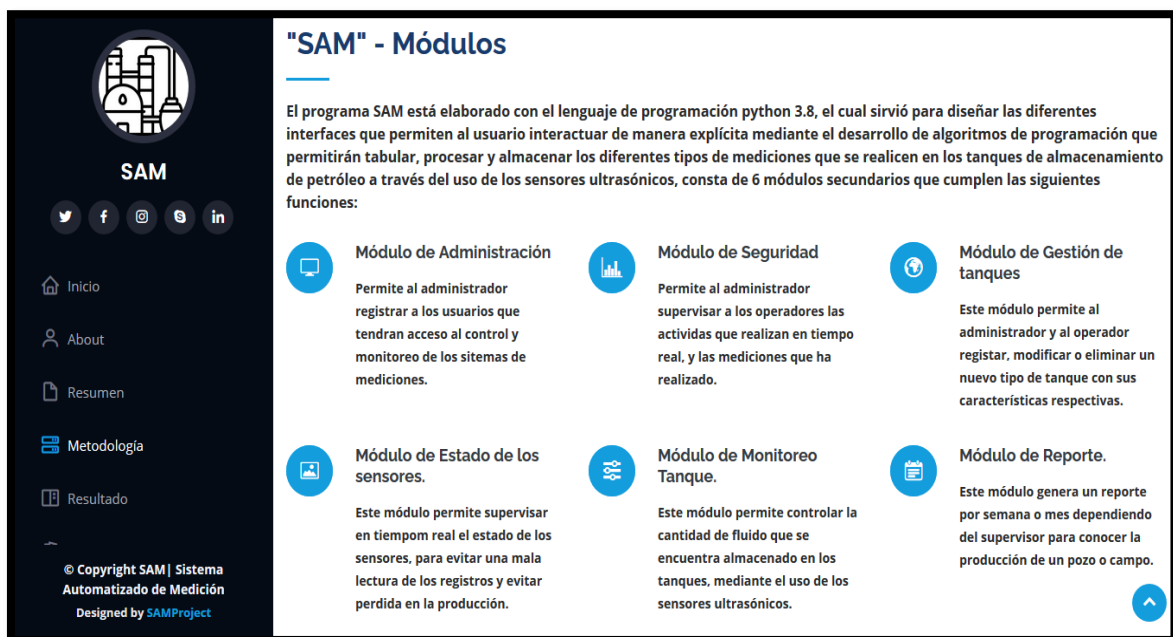 SAM
Inicio
About
Resumen
Metodología
Resultado
© Copyright SAM| Sistema
Automatizado de Medición
Designed by SAMProject
"SAM" - Módulos
El programa SAM está elaborado con el lenguaje de programación python 3.8, el cual sirvió para diseñar las diferentes
interfaces que permiten al usuario interactuar de manera explícita mediante el desarrollo de algoritmos de programación que
permitirán tabular, procesar y almacenar los diferentes tipos de mediciones que se realicen en los tanques de almacenamiento
de petróleo a través del uso de los sensores ultrasónicos, consta de 6 módulos secundarios que cumplen las siguientes
funciones:
Módulo de Administración
Permite al administrador
registrar a los usuarios que
tendran acceso al control y
monitoreo de los sitemas de
mediciones.
Módulo de Seguridad
Permite al administrador
supervisar a los operadores las
actividas que realizan en tiempo
real, y las mediciones que ha
realizado.
Módulo de Gestión de
tanques
Este módulo permite al
administrador y al operador
registar, modificar o eliminar un
nuevo tipo de tanque con sus
características respectivas.
Módulo de Estado de los
sensores.
Este módulo permite supervisar
en tiempom real el estado de los
sensores, para evitar una mala
lectura de los registros y evitar
perdida en la producción.
Módulo de Monitoreo
Tanque.
Este módulo permite controlar la
cantidad de fluido que se
encuentra almacenado en los
tanques, mediante el uso de los
sensores ultrasónicos.
Módulo de Reporte.
Este módulo genera un reporte
por semana o mes dependiendo
del supervisor para conocer la
producción de un pozo o campo.